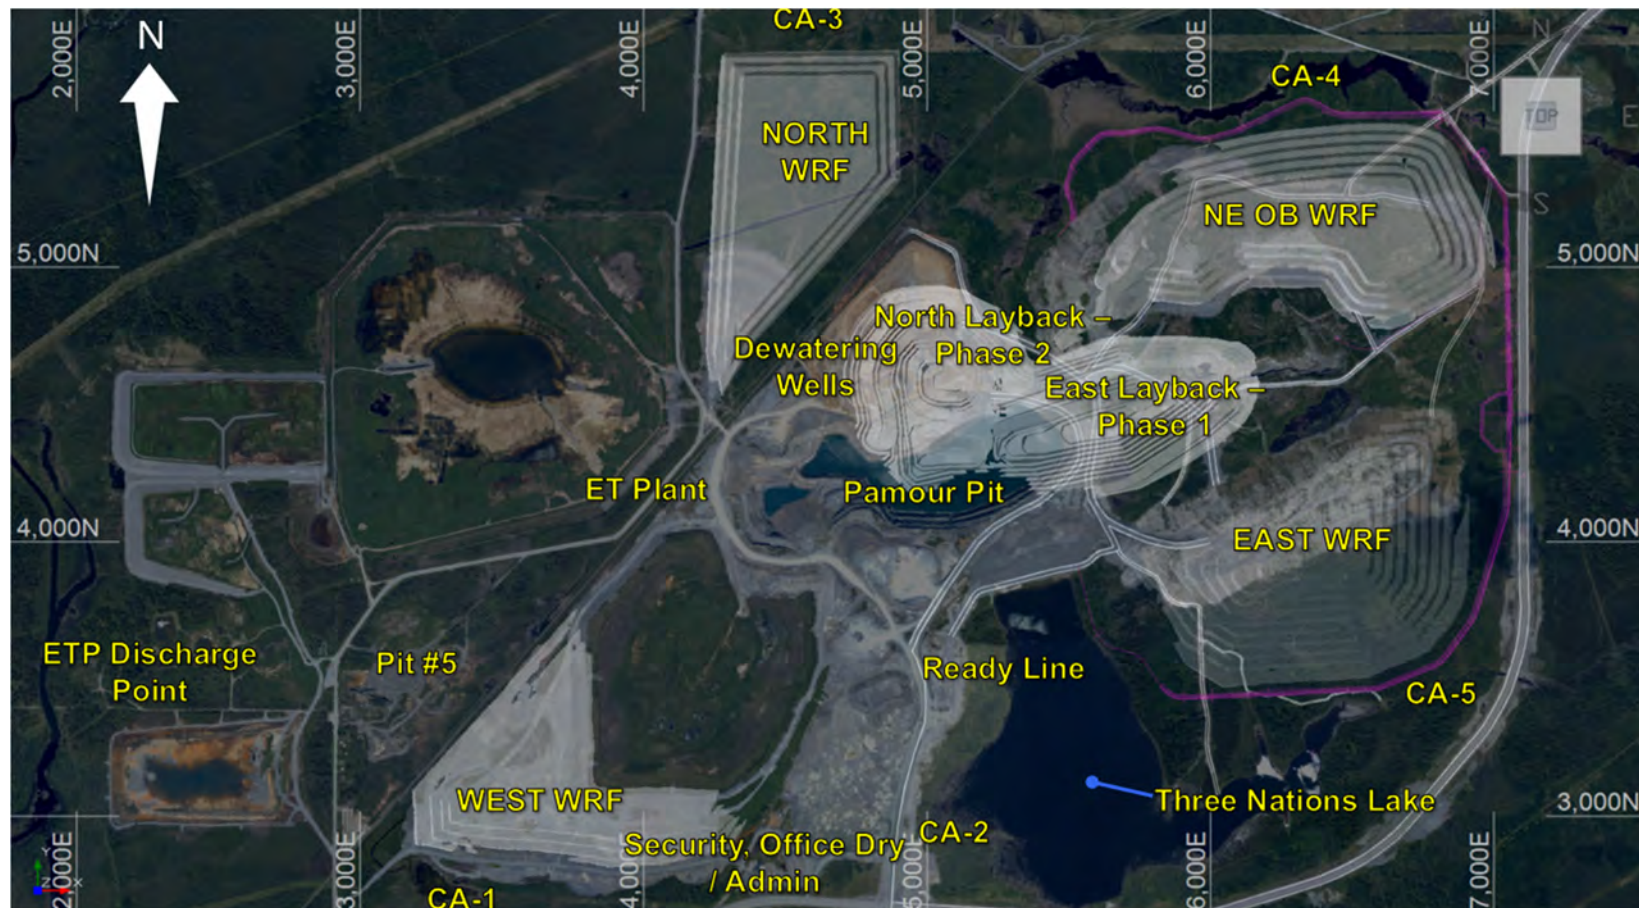 CA-3
N
2,000E
3,000E
4,000E
5,000E
6,000E
7,000E
N
CA-4
TOP
E
NORTH
WRF
S
NE OB WRF
5,000N
5,000N
North Layback –
Phase 2
Dewatering
Wells
East Layback –
Phase 1
ET Plant
Pamour Pit
4,000N
4,000N
EAST WRF
ETP Discharge
Point
Pit #5
Ready Line
CA-5
WEST WRF
Three Nations Lake
3,000N
Security, Office Dry
/ Admin
CA-2
CA-1
2,000E
3,000E
4,000E
5,000E
6,000E
7,000E
Y
Z
X